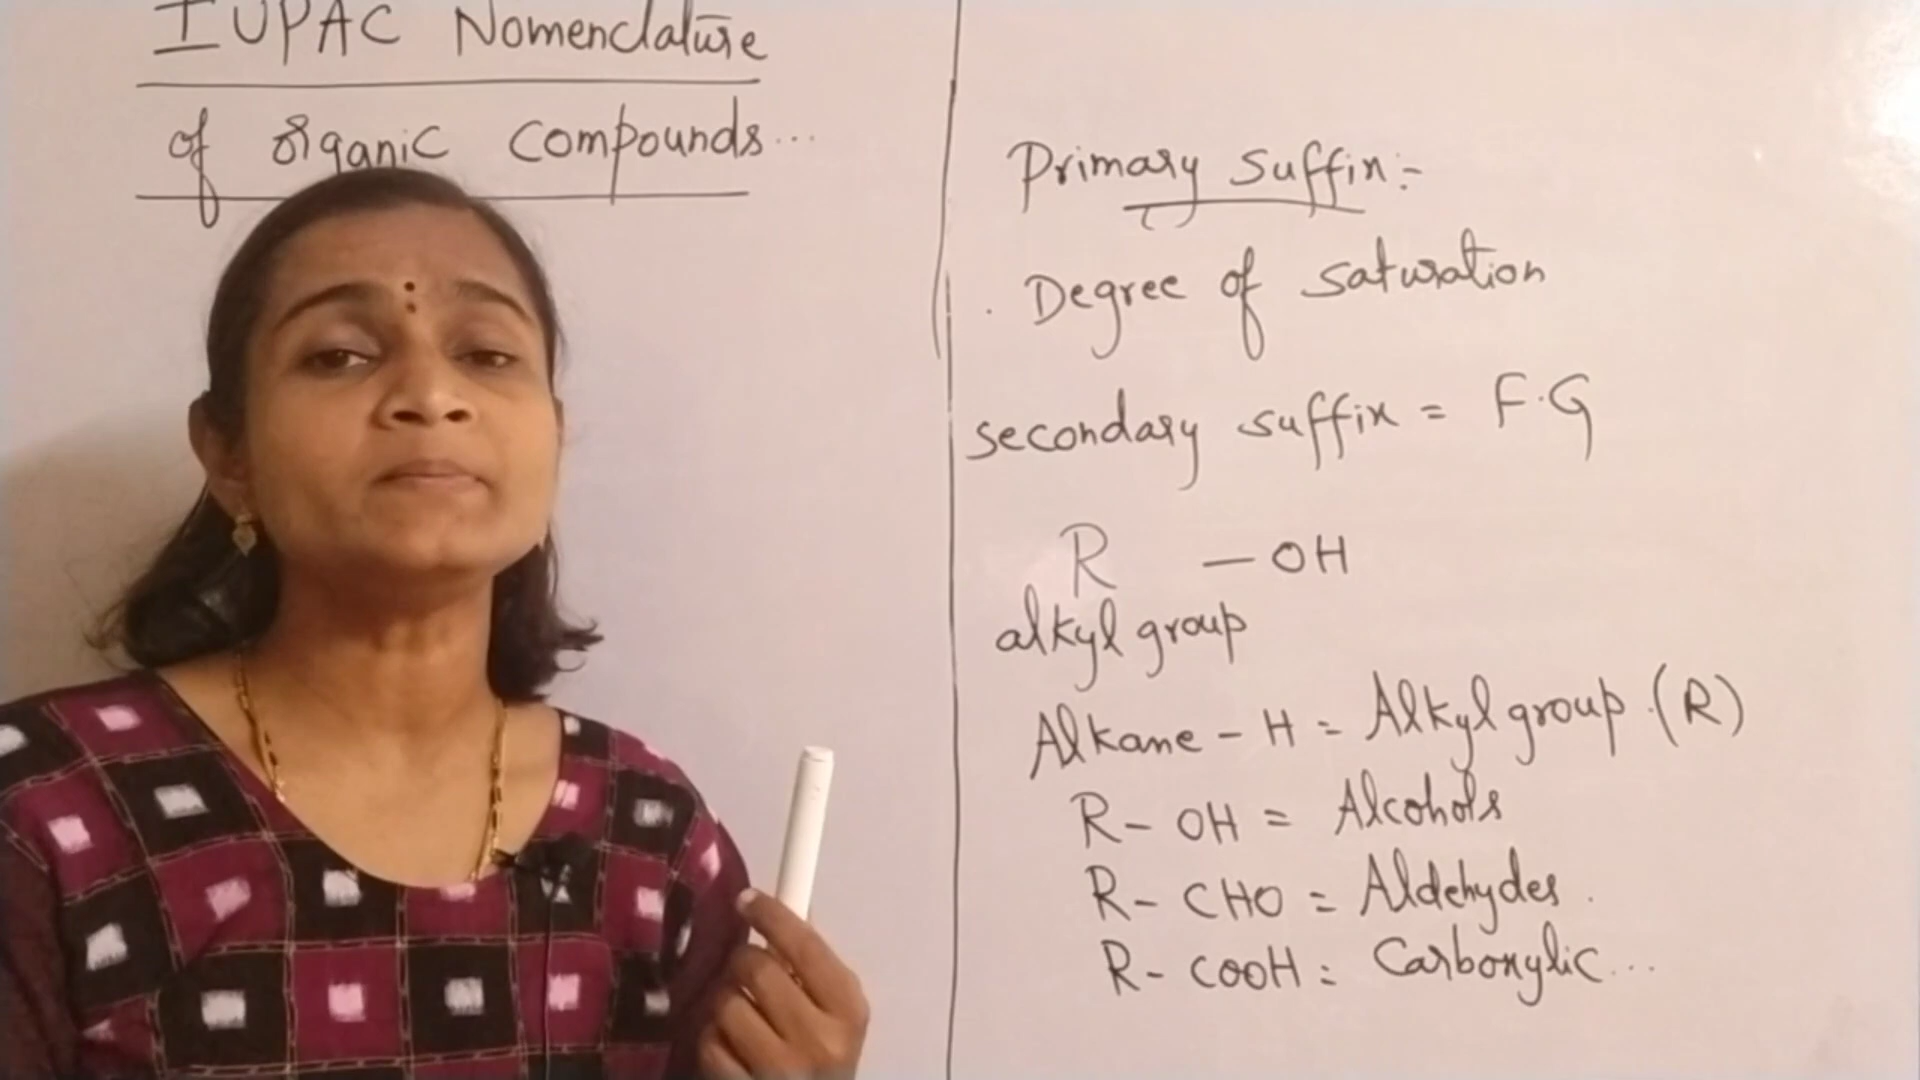 IUPAC Nomenclature
of organic compounds...
Primary suffix:-
Degree of saturation
secondary suffix = F.G
R - OH
alkyl group
Alkane - H = Alkyl group (R)
R- OH = Alcohols
R- CHO = Aldehydes
R- COOH = Carboxylic...